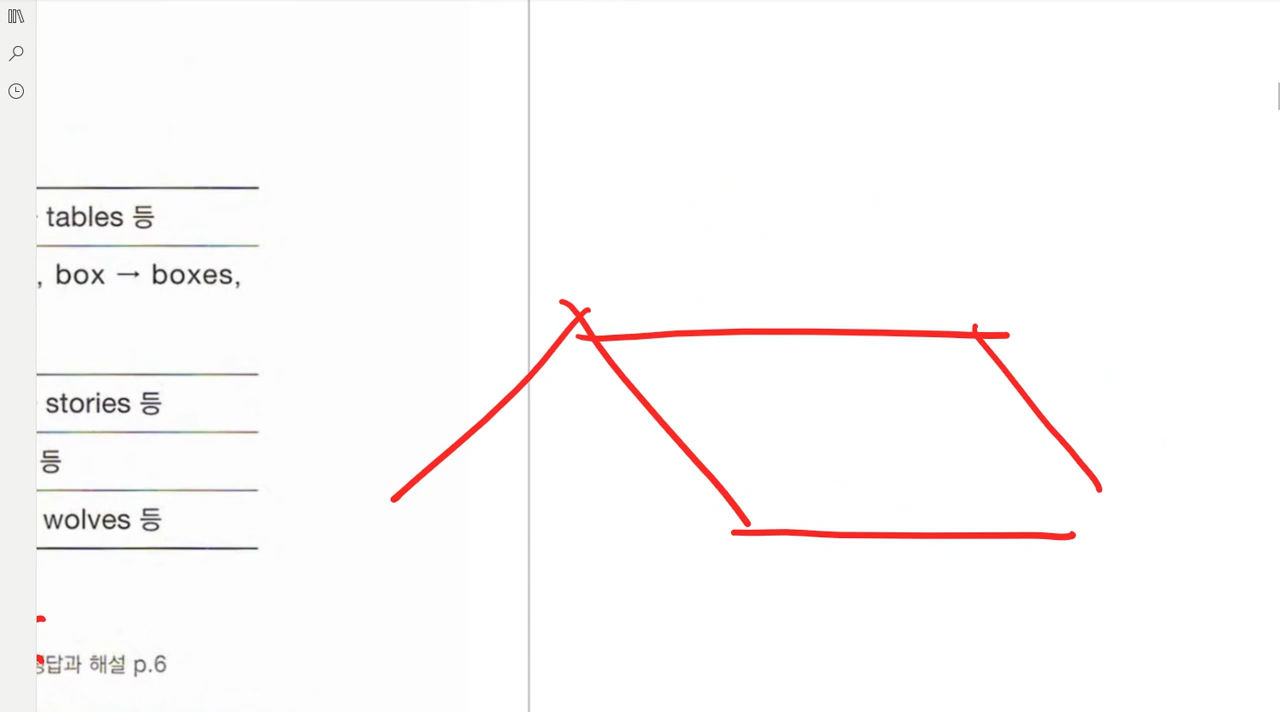 tables 등
, box → boxes,
stories 등
등
wolves 등
답과 해설 p.6